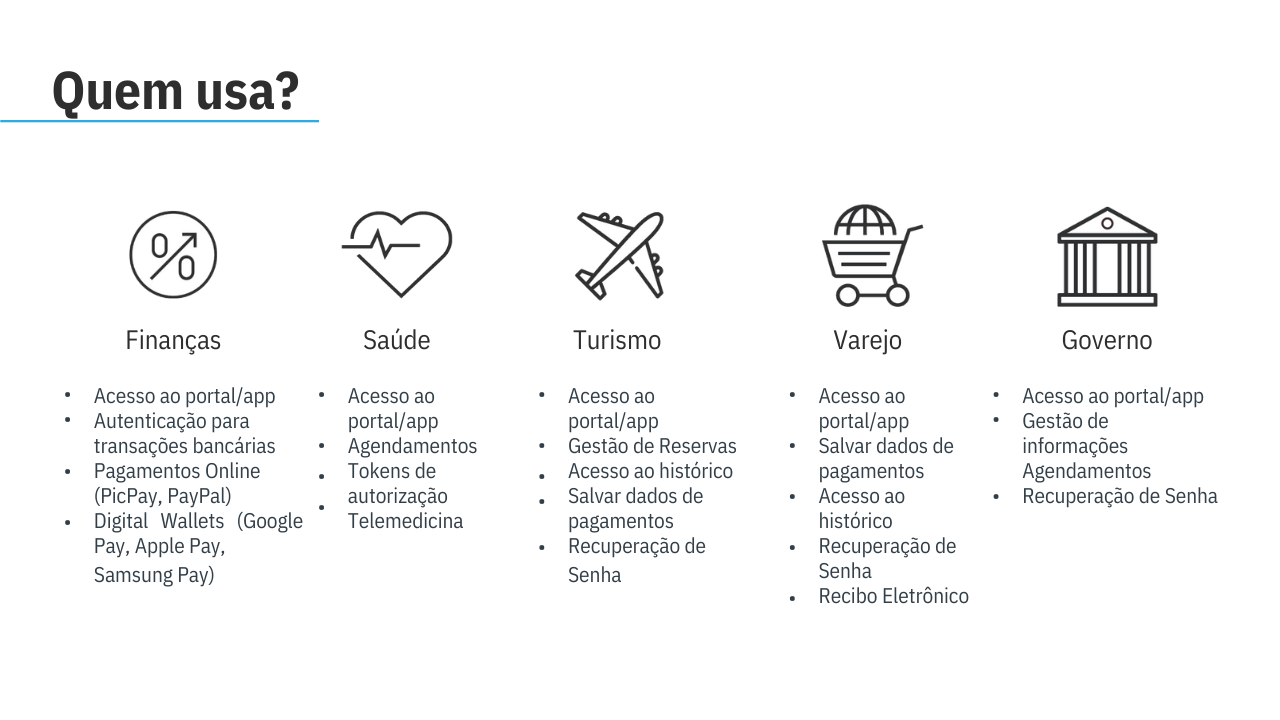 Quem usa?
Finanças
• Acesso ao portal/app
• Autenticação para
transações bancárias
• Pagamentos Online
(PicPay, PayPal)
• Digital Wallets (Google
Pay, Apple Pay,
Samsung Pay)
Saúde
• Acesso ao
portal/app
• Agendamentos
• Tokens de
autorização
• Telemedicina
Turismo
• Acesso ao
portal/app
• Gestão de Reservas
• Acesso ao histórico
• Salvar dados de
pagamentos
• Recuperação de
Senha
Varejo
• Acesso ao
portal/app
• Salvar dados de
pagamentos
• Acesso ao
histórico
• Recuperação de
Senha
• Recibo Eletrônico
Governo
• Acesso ao portal/app
• Gestão de
informações
Agendamentos
• Recuperação de Senha